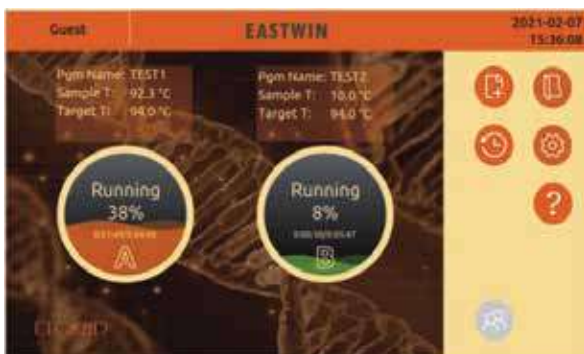 Guest
EASTWIN
2021-02-07
15:36:08
Pgm Name: TEST1
Sample T: 92.3 °C
Target T: 94.0 °C
Pgm Name: TEST2
Sample T: 10.0 °C
Target T: 94.0 °C
Running
38%
A
Running
8%
B
?